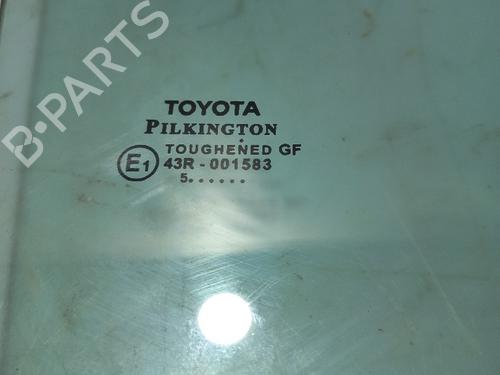 B-PARTS
TOYOTA
PILKINGTON
TOUGHENED GF
E1 43R-001583
5......